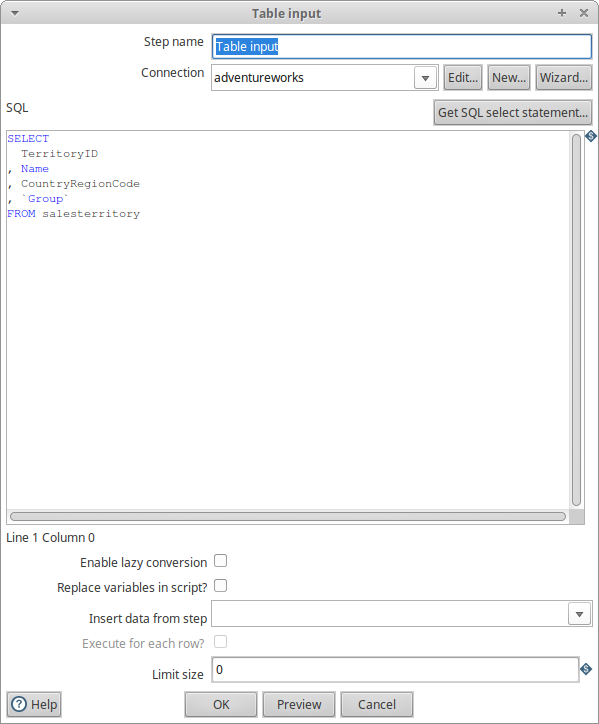 Table input
Step name Table input
Connection adventureworks Edit... New... Wizard...
SQL Get SQL select statement...
SELECT
  TerritoryID
, Name
, CountryRegionCode
, `Group`
FROM salesterritory
Line 1 Column 0
Enable lazy conversion
Replace variables in script?
Insert data from step
Execute for each row?
Limit size 0
Help OK Preview Cancel